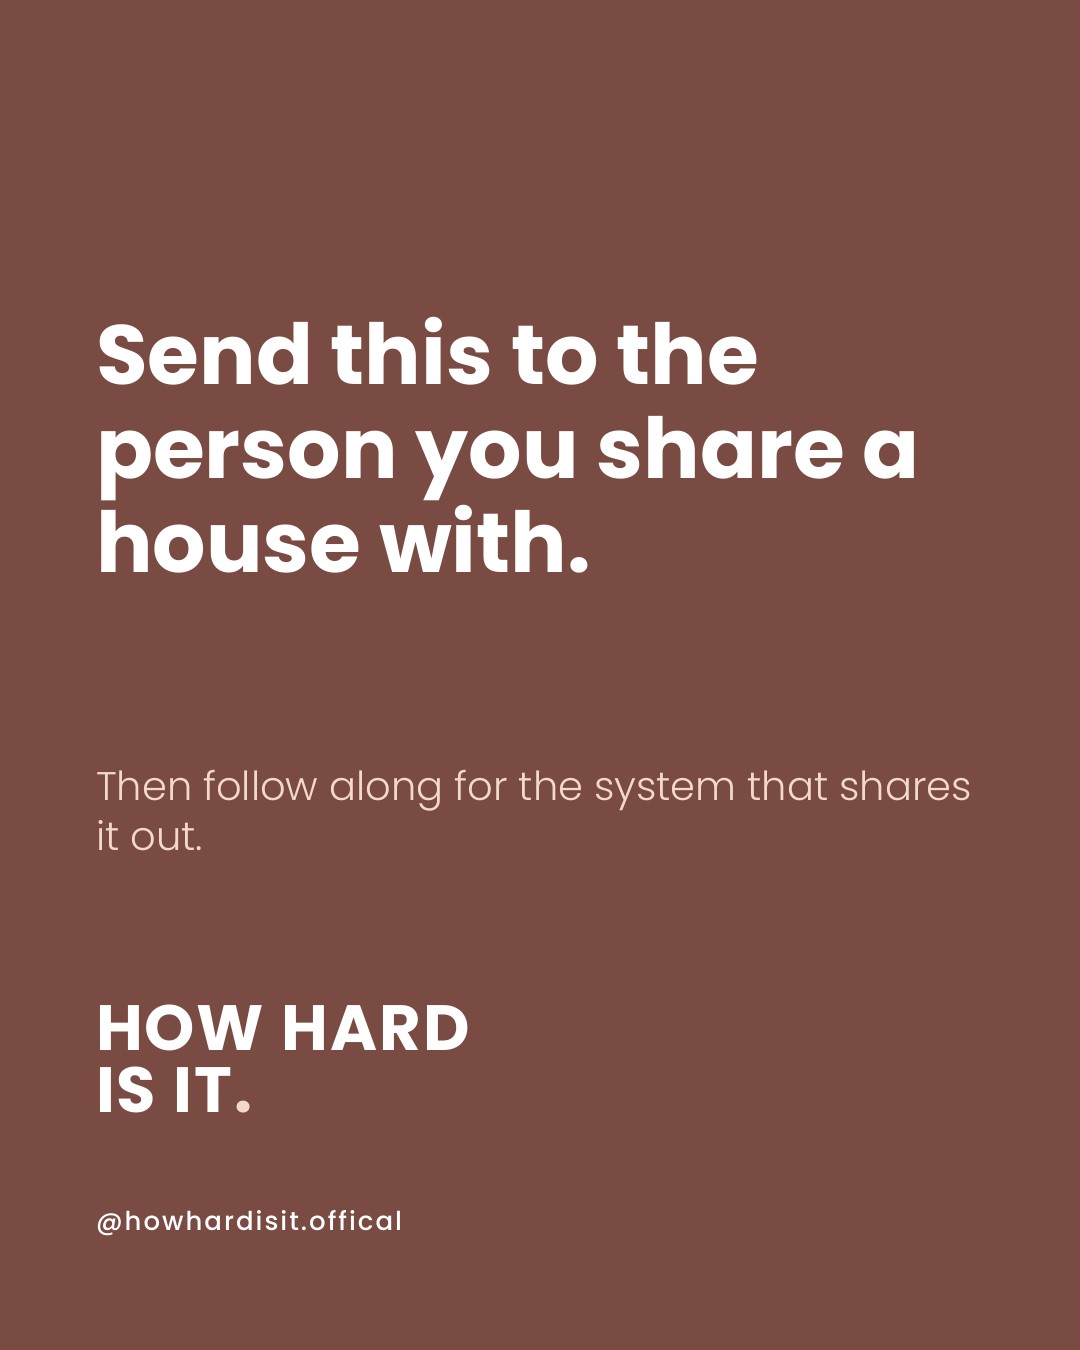 Send this to the
person you share a
house with.
Then follow along for the system that shares
it out.
HOW HARD
IS IT.
@howhardisit.offical